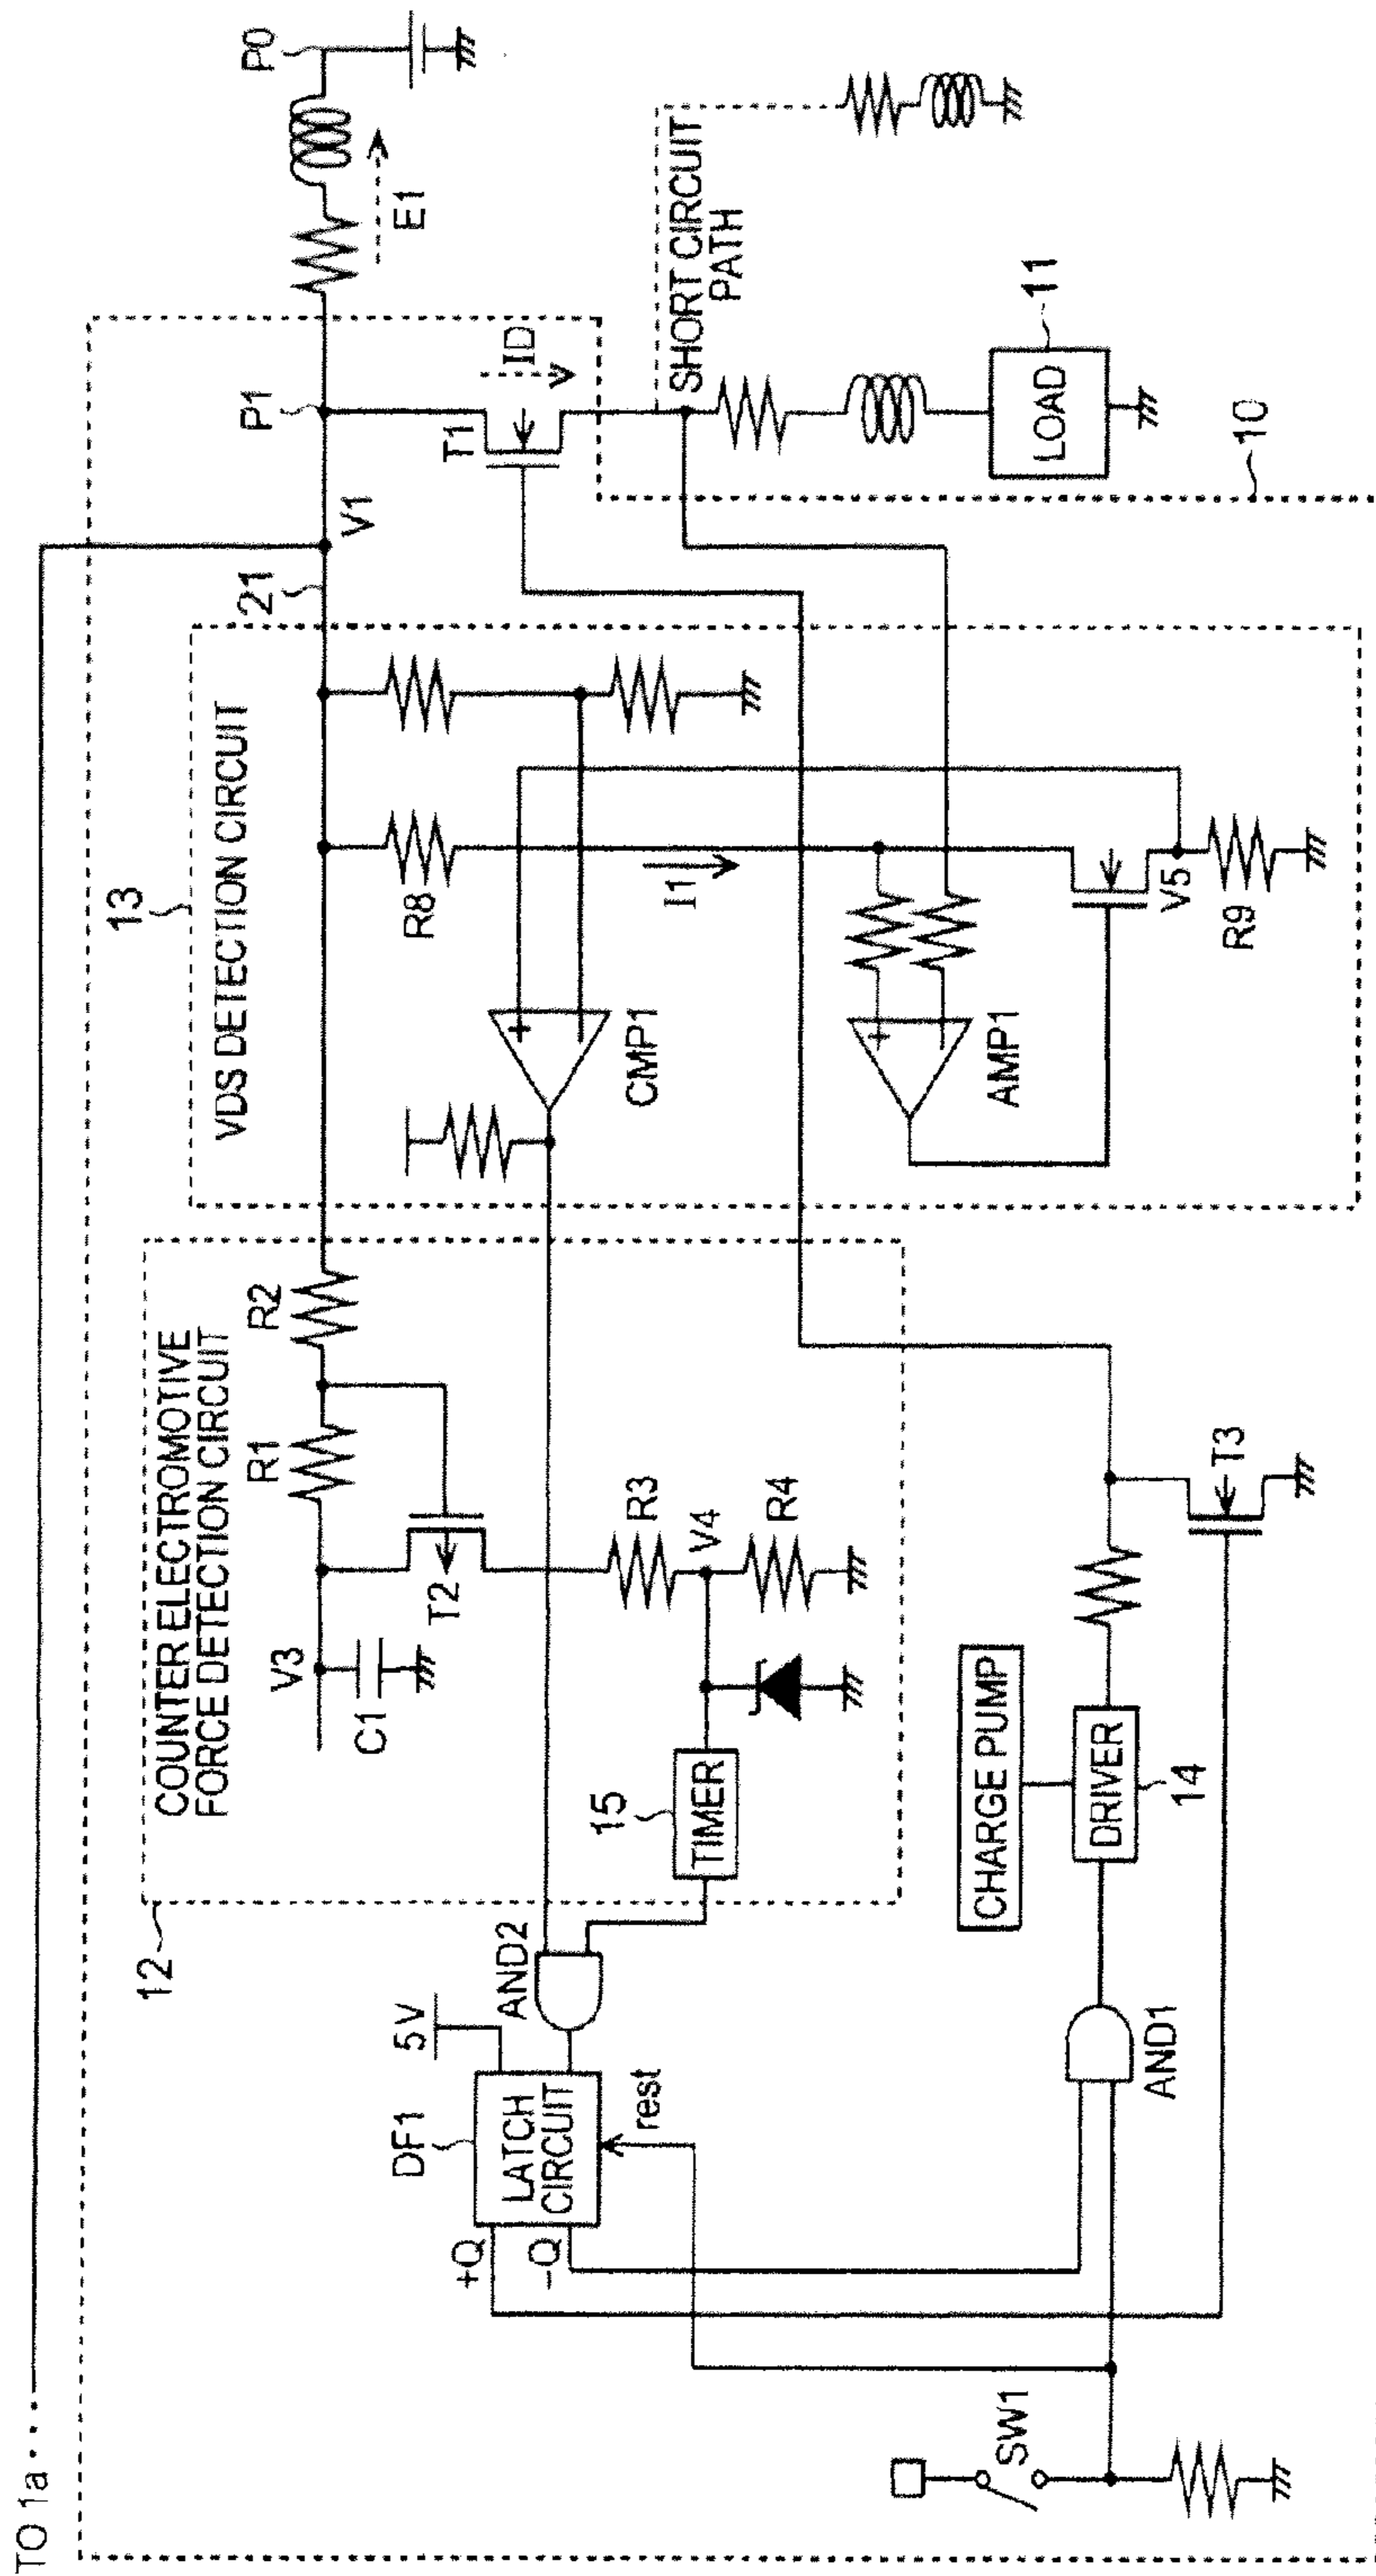 TO 1a
P0
E1
P1
V1
21
T1
ID
SHORT CIRCUIT
PATH
LOAD
11
10
13
VDS DETECTION CIRCUIT
R8
I1
CMP1
+
AMP1
+
V5
R9
12
COUNTER ELECTROMOTIVE
FORCE DETECTION CIRCUIT
V3
R1
R2
C1
T2
R3
V4
R4
15
TIMER
AND2
5V
DF1
LATCH
CIRCUIT
+Q
-Q
rest
CHARGE PUMP
DRIVER
14
T3
AND1
SW1